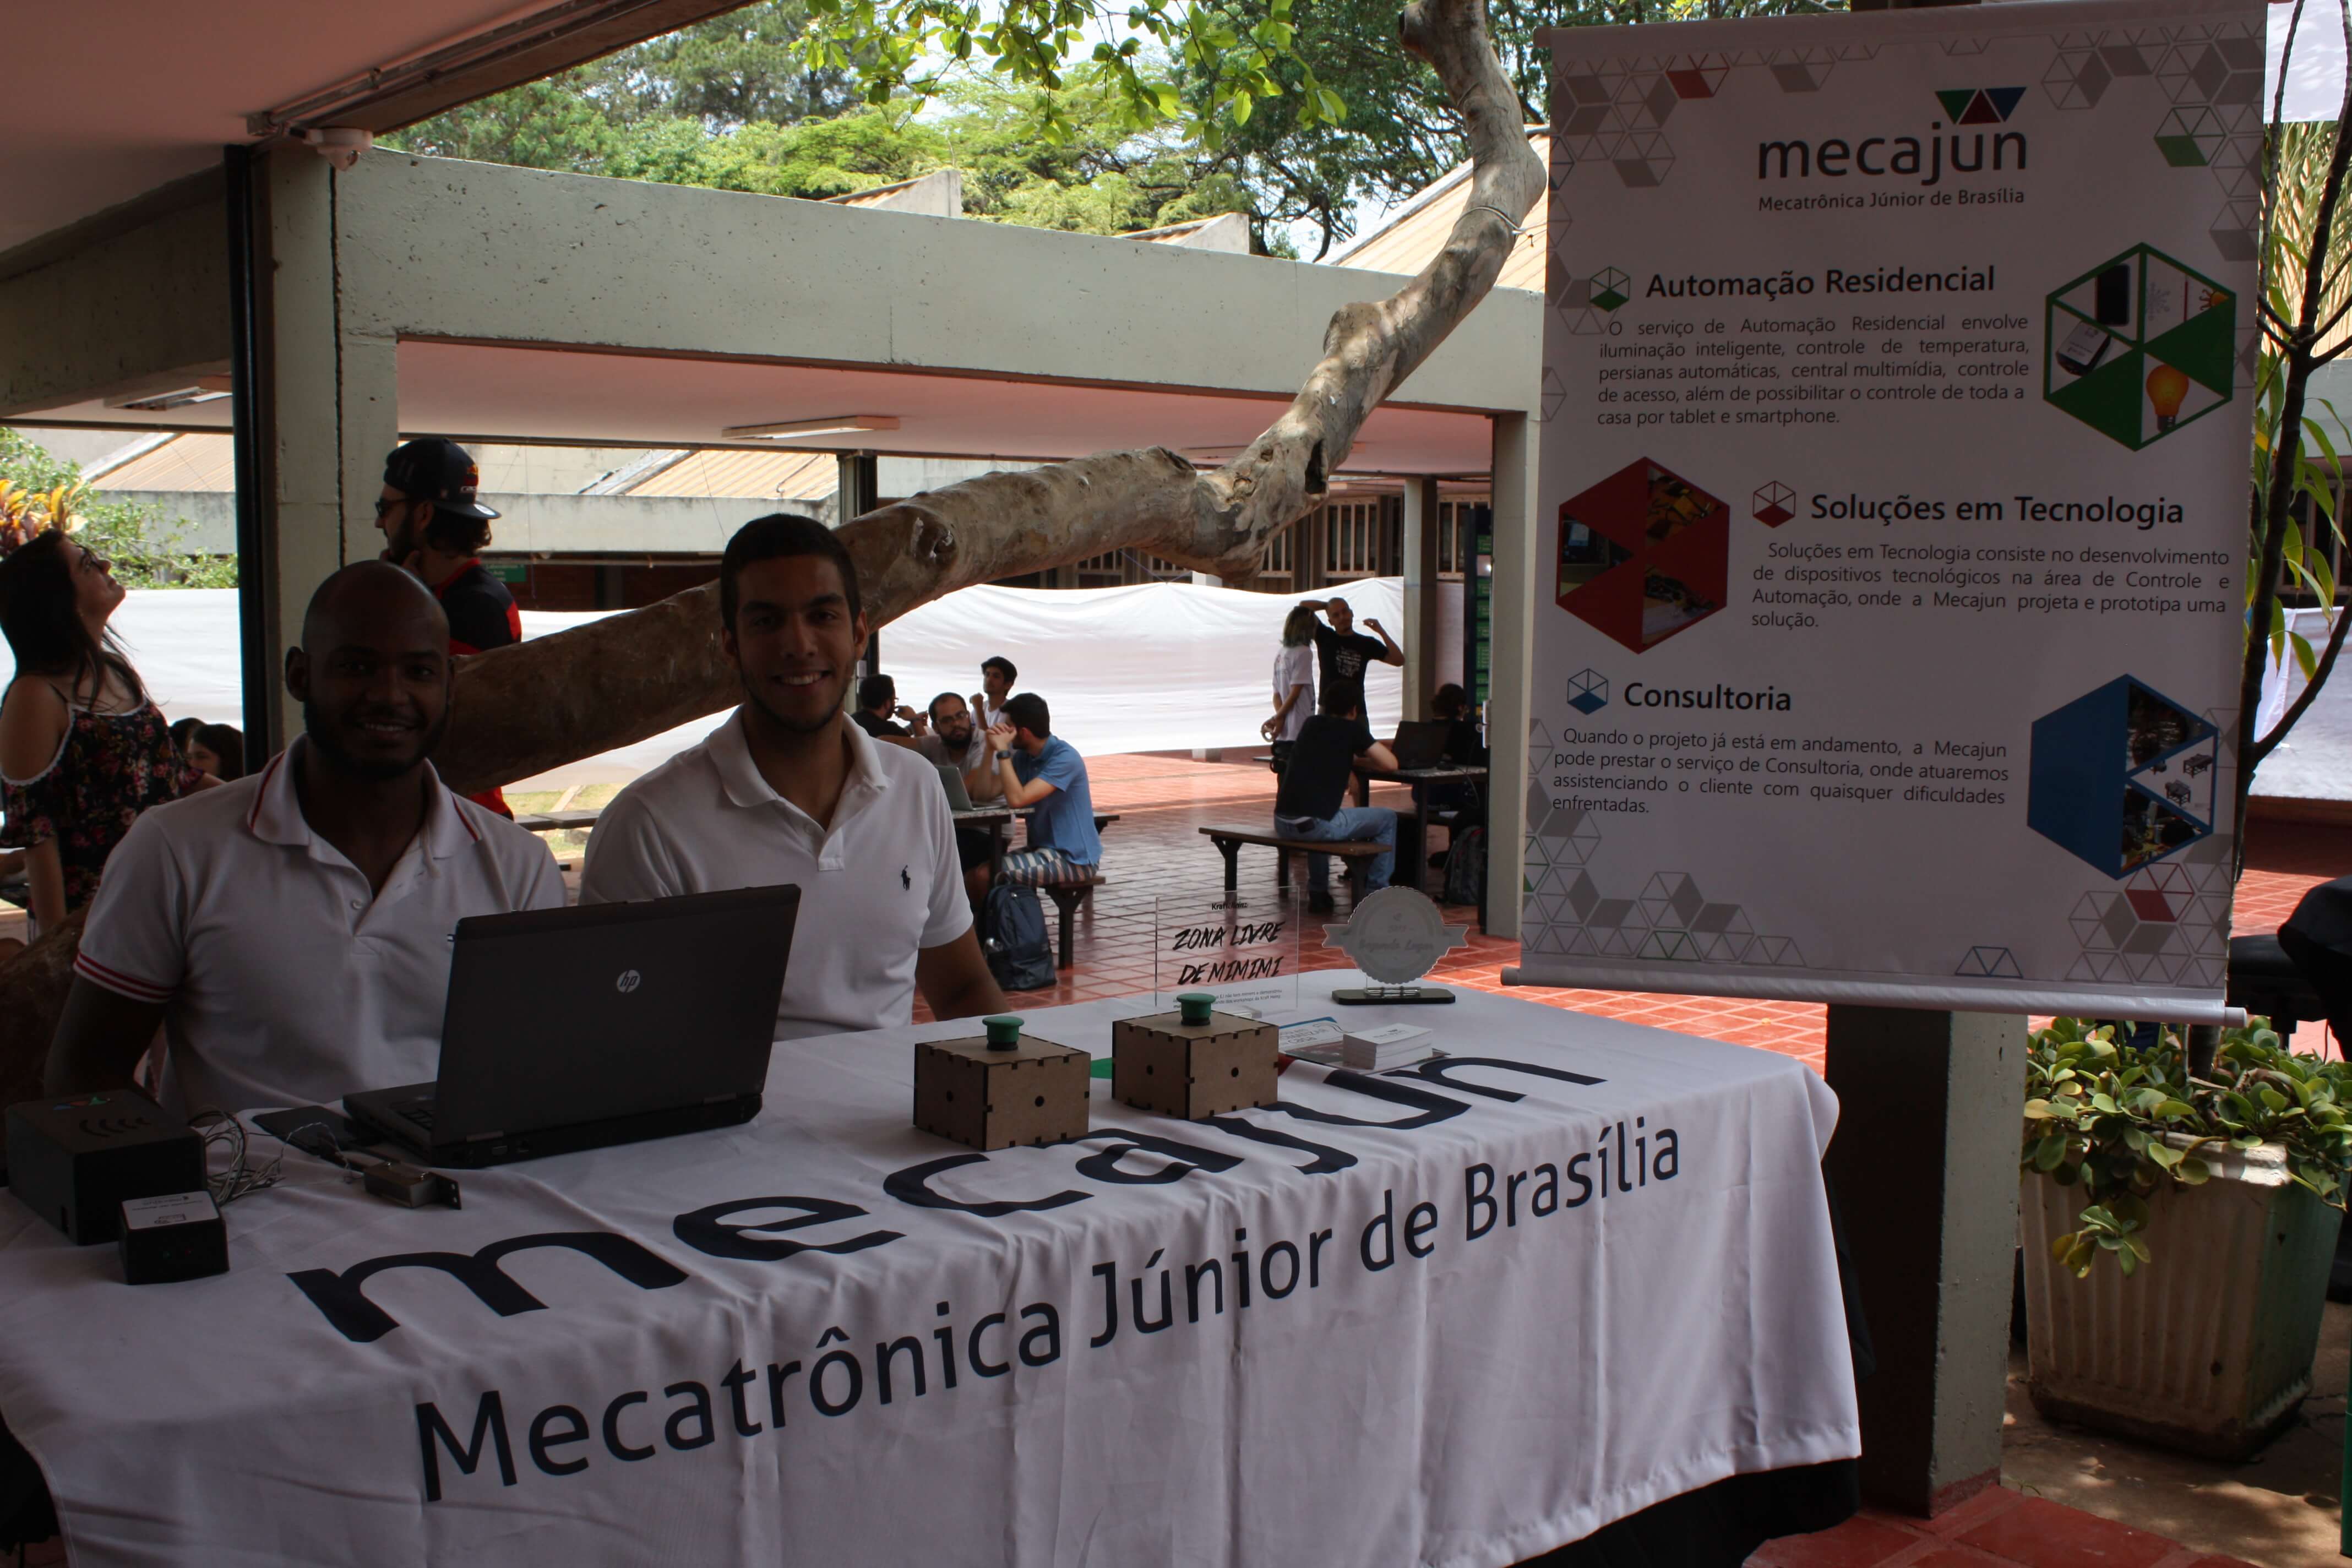 mecajun
Mecatrônica Júnior de Brasília
Automação Residencial
O serviço de Automação Residencial envolve
iluminação inteligente, controle de temperatura,
persianas automáticas, central multimídia, controle
de acesso, além de possibilitar o controle de toda a
casa por tablet e smartphone.
Soluções em Tecnologia
Soluções em Tecnologia consiste no desenvolvimento
de dispositivos tecnológicos na área de Controle e
Automação, onde a Mecajun projeta e prototipa uma
solução.
Consultoria
Quando o projeto já está em andamento, a Mecajun
pode prestar o serviço de Consultoria, onde atuaremos
assistenciando o cliente com quaisquer dificuldades
enfrentadas.
ZONA LIVRE
DE MIMIMI
Segundo Lugar
hp
mecajun
Mecatrônica Júnior de Brasília